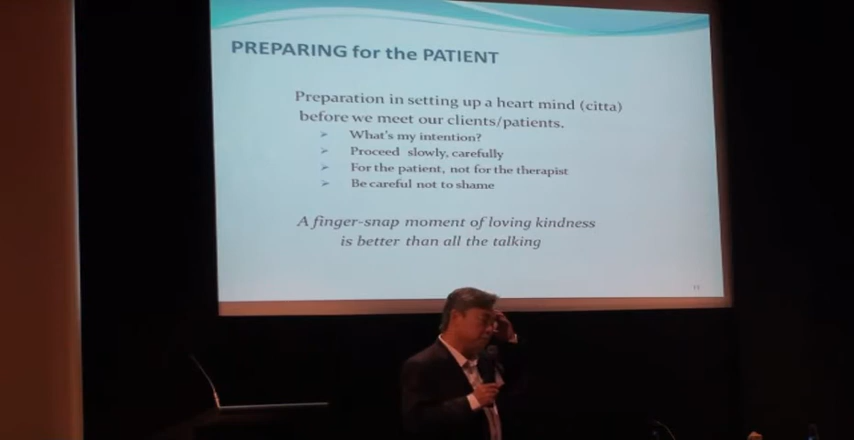 PREPARING for the PATIENT
Preparation in setting up a heart mind (citta)
before we meet our clients/patients.
➢ What's my intention?
➢ Proceed slowly, carefully
➢ For the patient, not for the therapist
➢ Be careful not to shame
A finger-snap moment of loving kindness
is better than all the talking